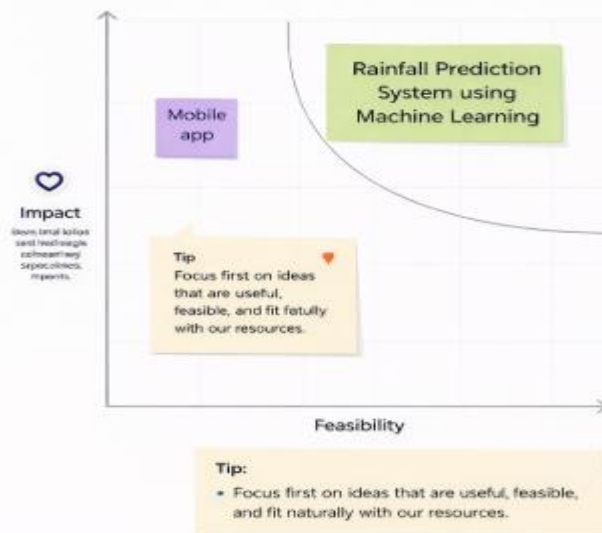 Rainfall Prediction
System using
Machine Learning
Mobile
app
Impact
Tip
Focus first on ideas
that are useful,
feasible, and fit fatully
with our resources.
Feasibility
Tip:
• Focus first on ideas that are useful, feasible,
and fit naturally with our resources.